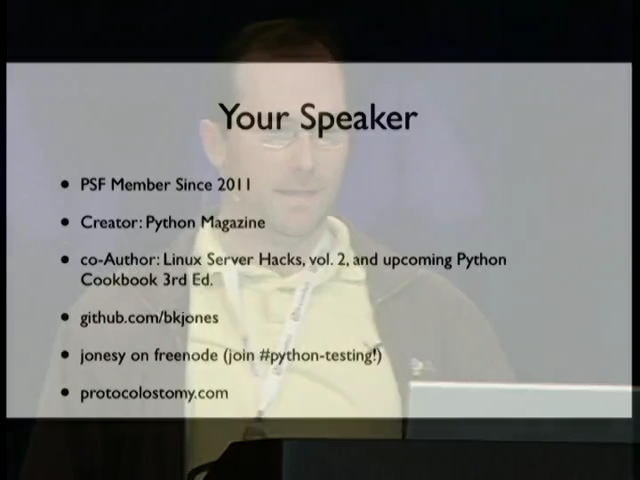 Your Speaker
• PSF Member Since 2011
• Creator: Python Magazine
• co-Author: Linux Server Hacks, vol. 2, and upcoming Python
Cookbook 3rd Ed.
• github.com/bkjones
• jonesy on freenode (join #python-testing!)
• protocolostomy.com